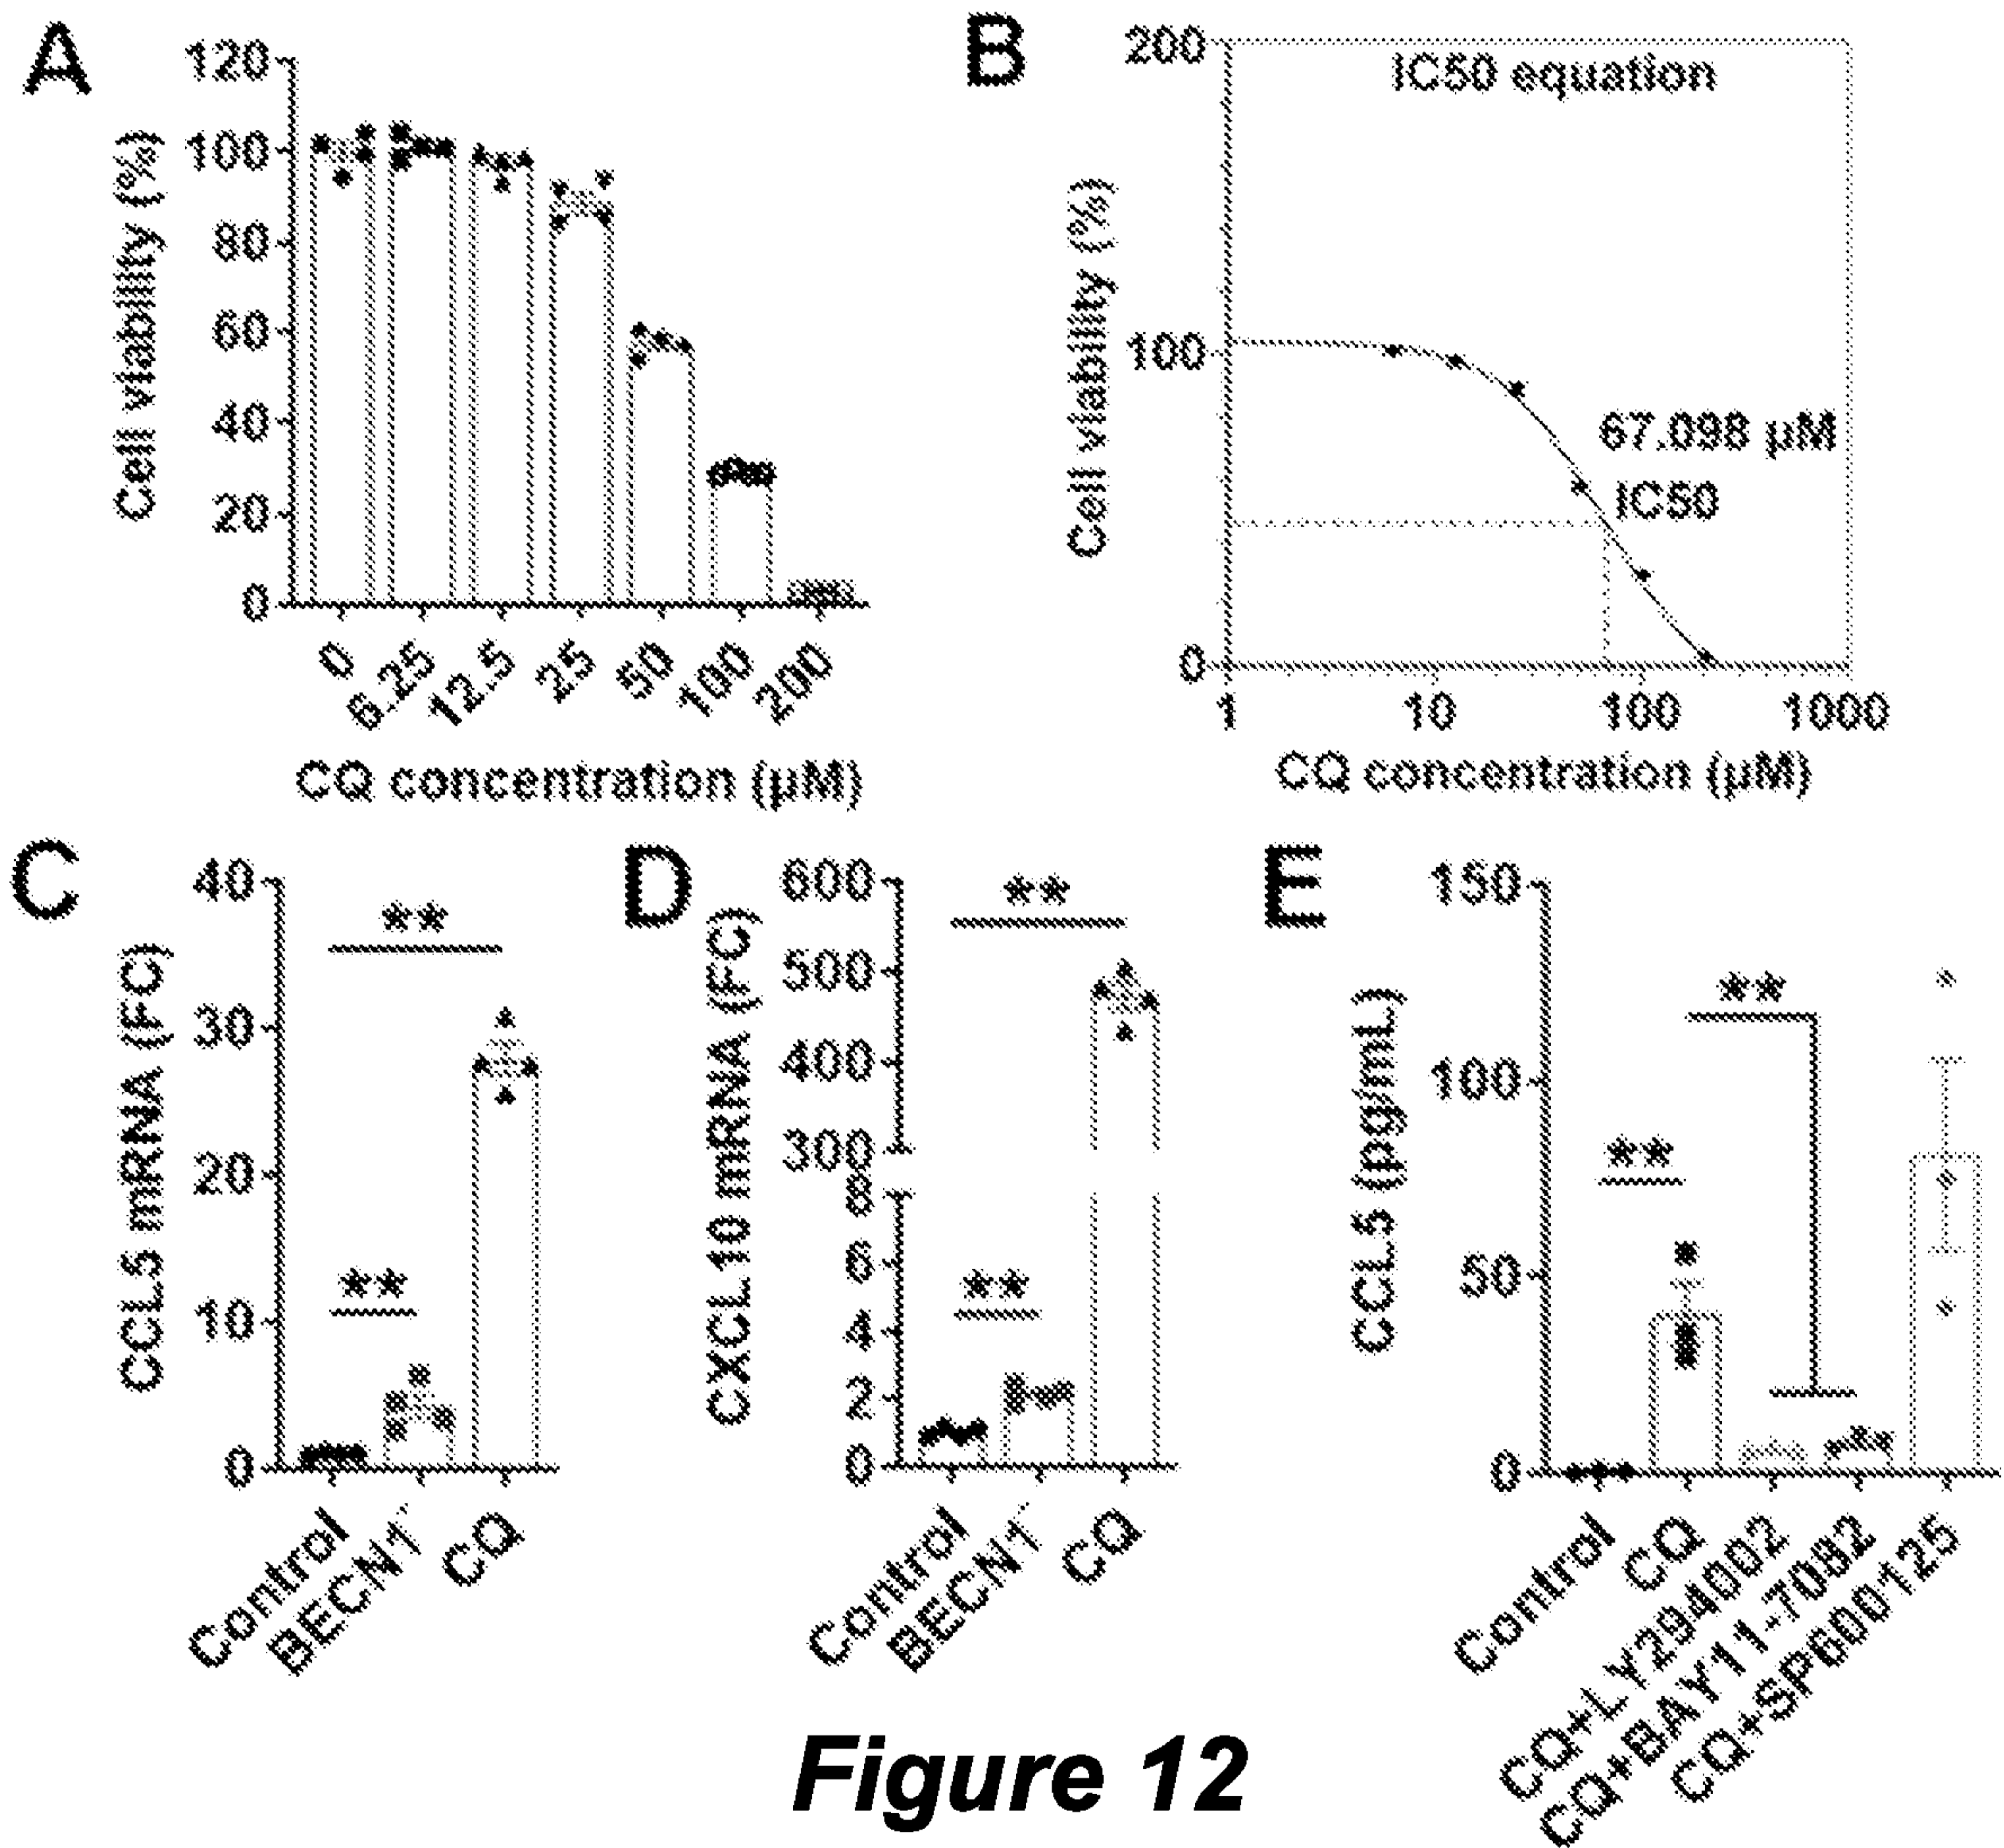 A
120
100
80
60
40
20
0
Cell viability (%)
0
6.25
12.5
25
50
100
200
CQ concentration (µM)
B
200
100
0
Cell viability (%)
IC50 equation
67.098 µM
IC50
1
10
100
1000
CQ concentration (µM)
C
40
30
20
10
0
CCL5 mRNA (FC)
**
**
Control
BECN1⁻
CQ
D
600
500
400
300
8
6
4
2
0
CXCL10 mRNA (FC)
**
**
Control
BECN1⁻
CQ
E
150
100
50
0
CCL5 (pg/mL)
**
**
Control
CQ
CQ+LY294002
CQ+BAY11-7082
CQ+SP600125
Figure 12